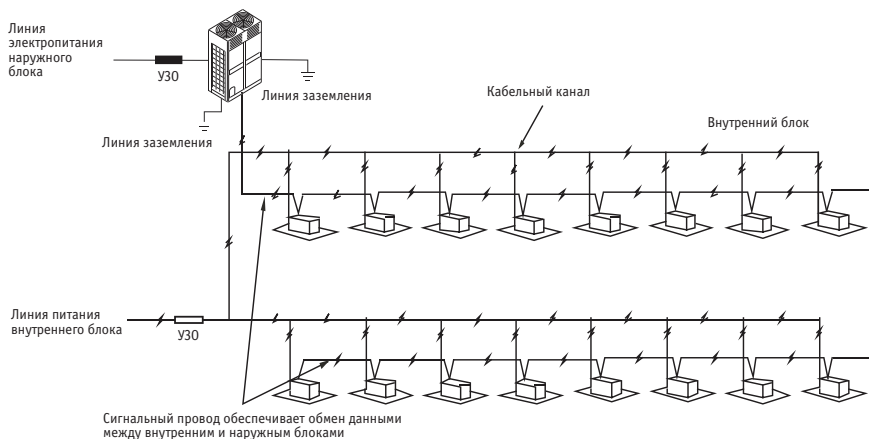 Линия
электропитания
наружного
блока
УЗО
Линия заземления
Линия заземления
Кабельный канал
Внутренний блок
Линия питания
внутреннего блока
УЗО
Сигнальный провод обеспечивает обмен данными
между внутренним и наружным блоками